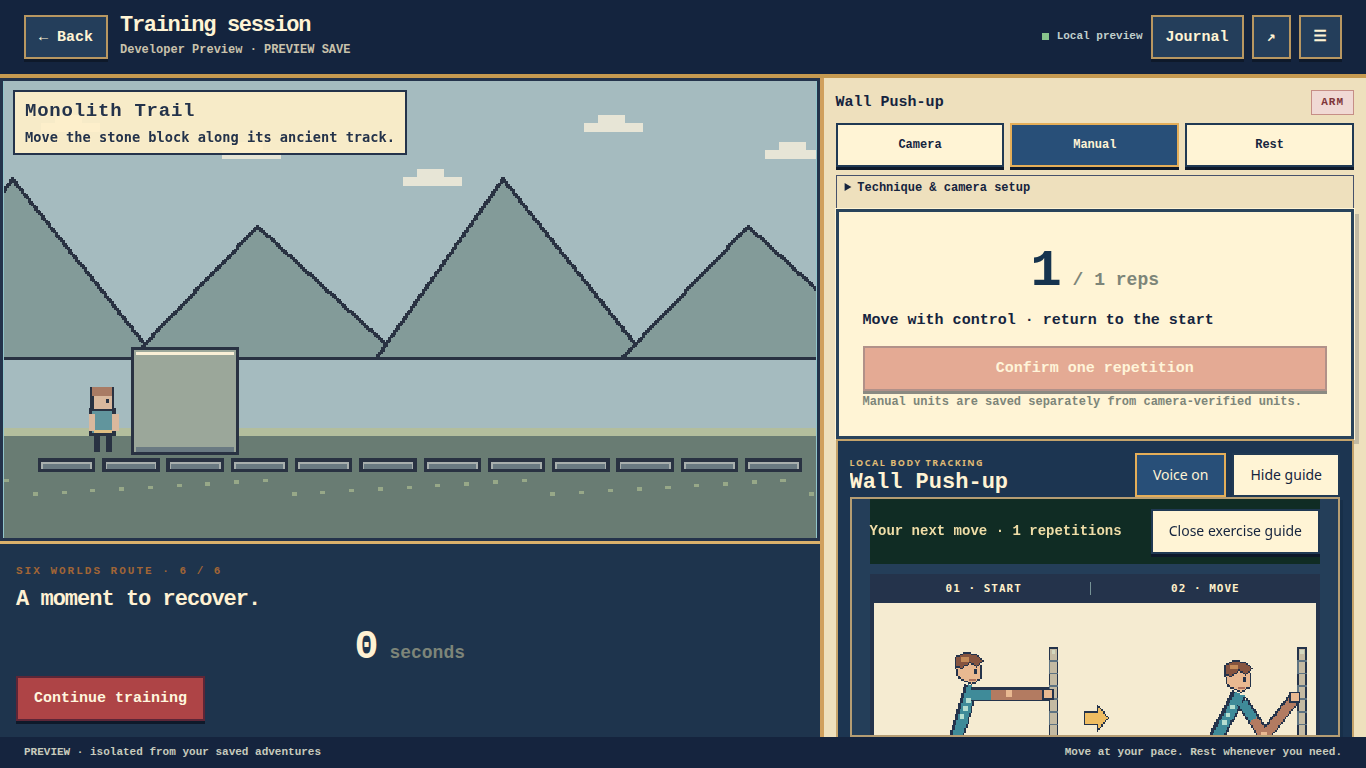 ← Back
Training session
Developer Preview · PREVIEW SAVE
Local preview
Journal
↗
☰
Monolith Trail
Move the stone block along its ancient track.
SIX WORLDS ROUTE · 6 / 6
A moment to recover.
0 seconds
Continue training
Wall Push-up
ARM
Camera
Manual
Rest
▶ Technique & camera setup
1 / 1 reps
Move with control · return to the start
Confirm one repetition
Manual units are saved separately from camera-verified units.
LOCAL BODY TRACKING
Wall Push-up
Voice on
Hide guide
Your next move · 1 repetitions
Close exercise guide
01 · START
02 · MOVE
PREVIEW · isolated from your saved adventures
Move at your pace. Rest whenever you need.